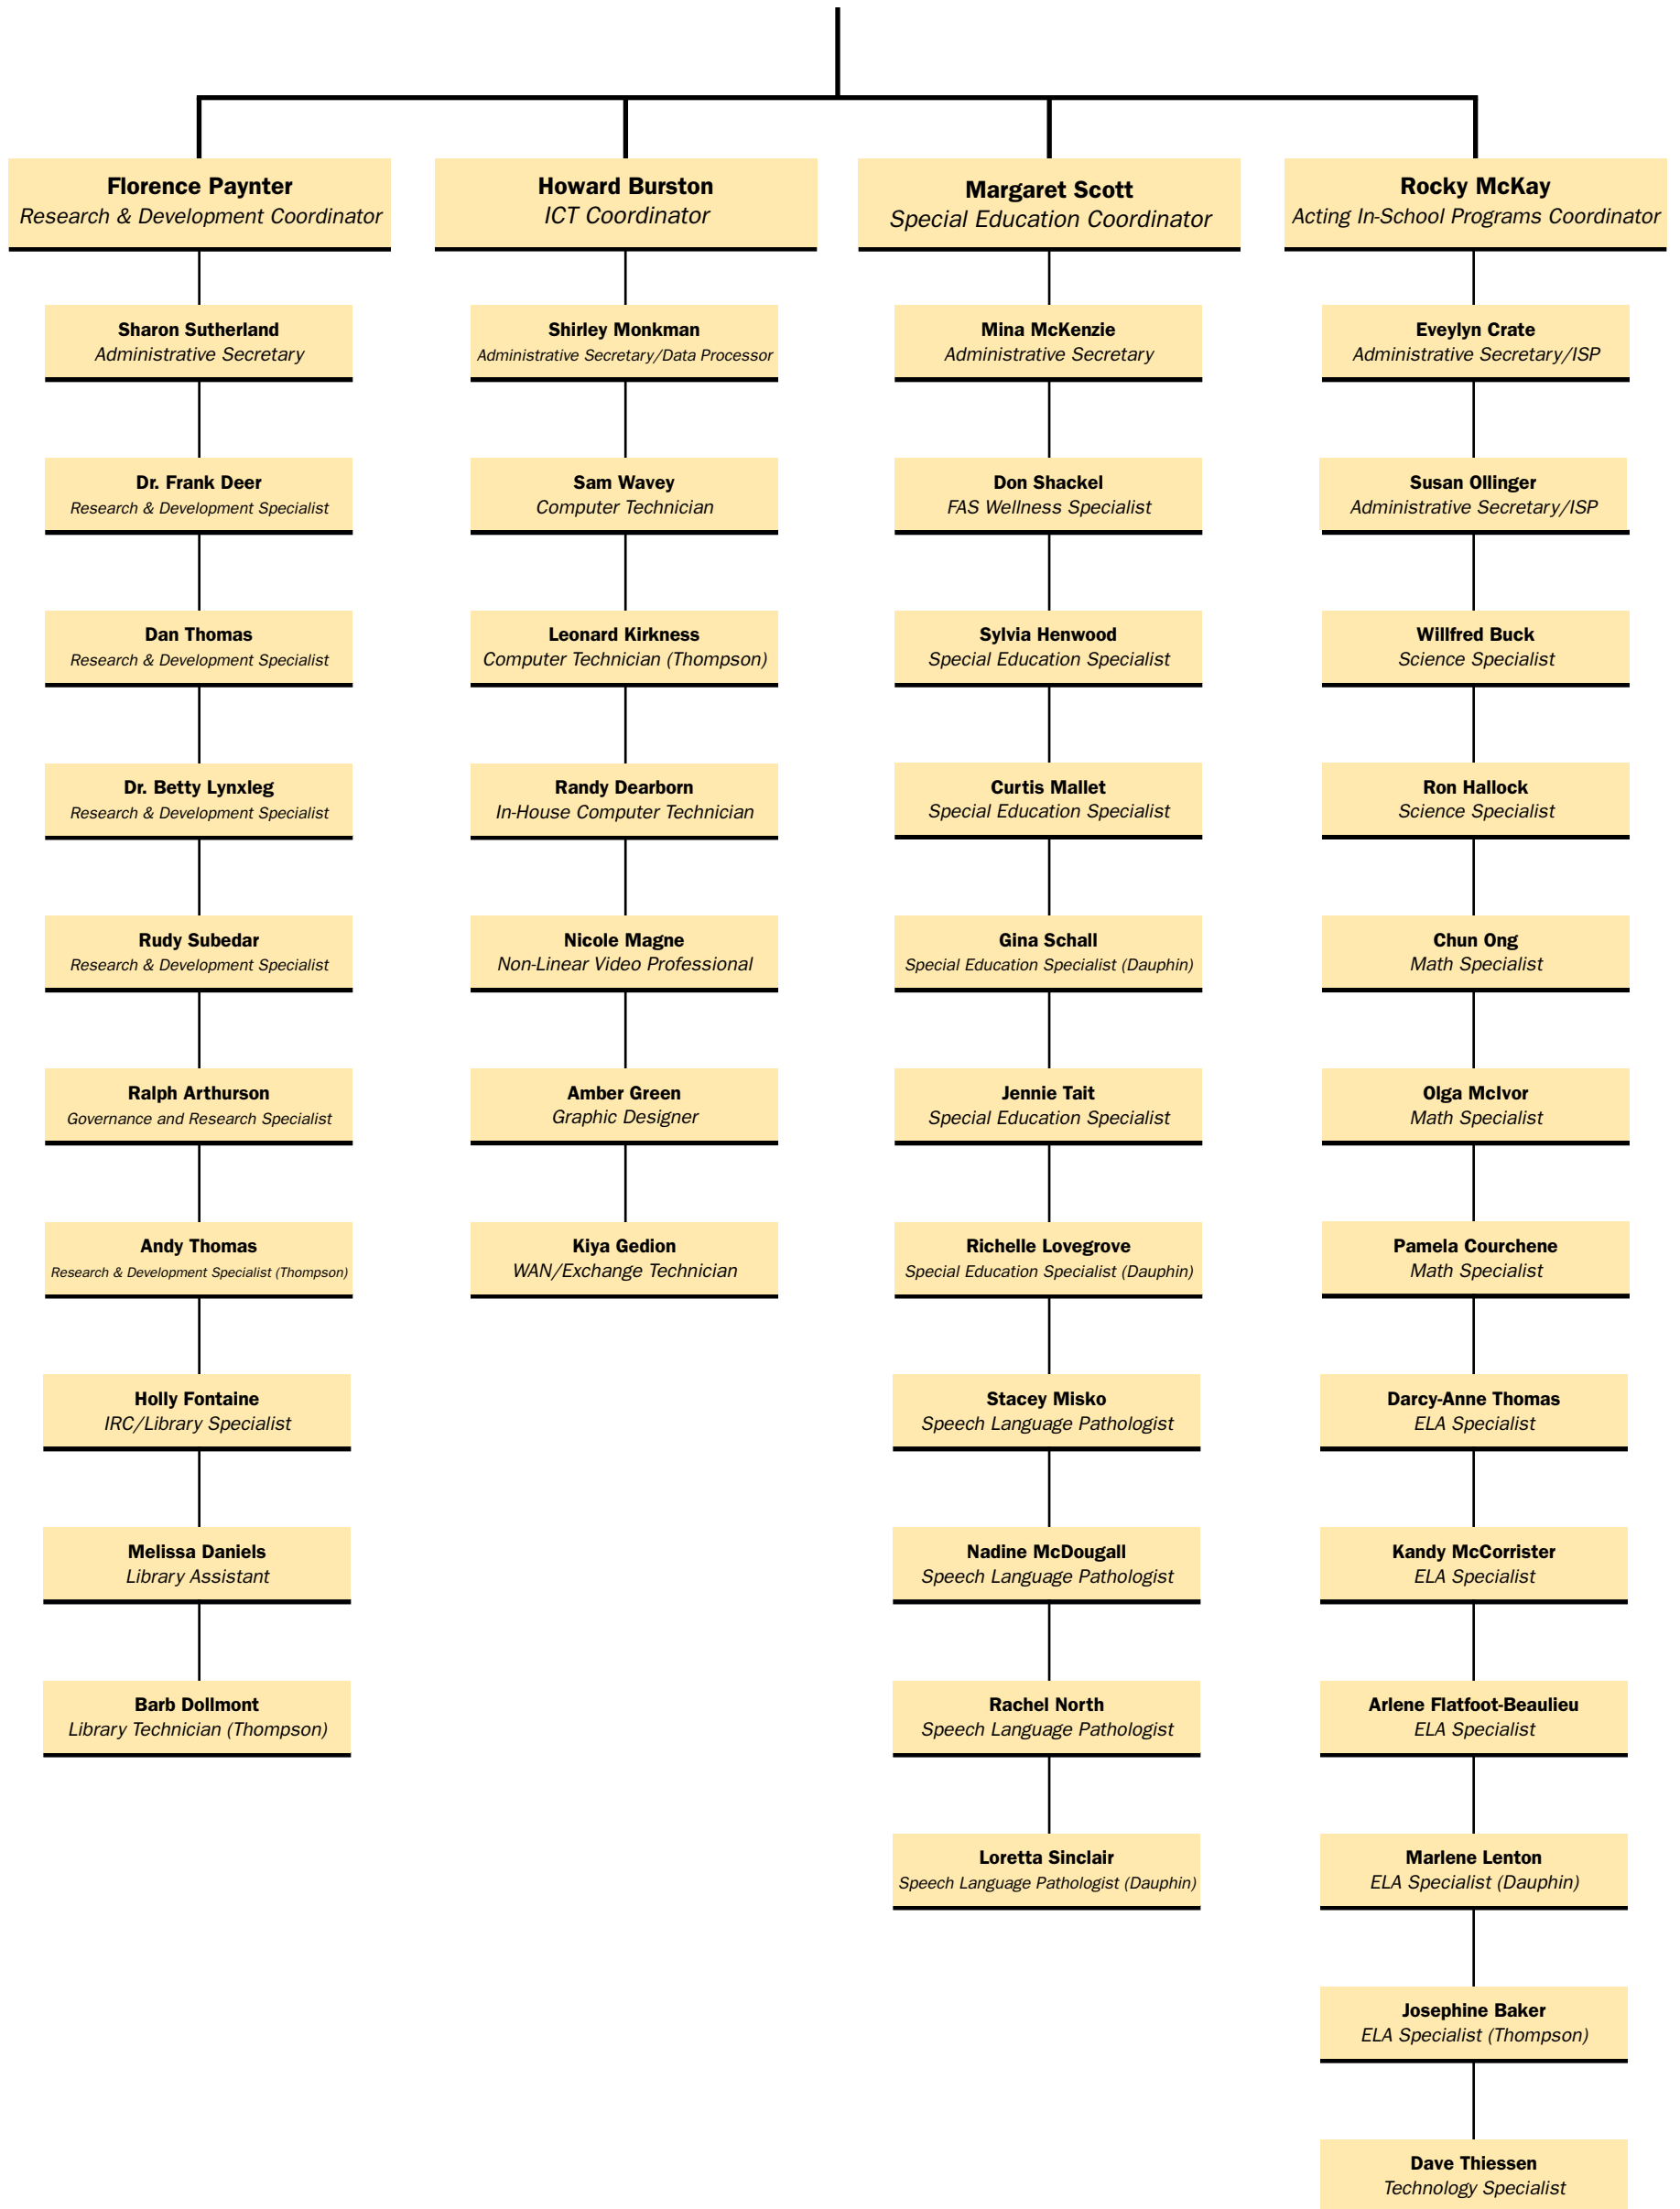 Florence Paynter
Research & Development Coordinator
Sharon Sutherland
Administrative Secretary
Dr. Frank Deer
Research & Development Specialist
Dan Thomas
Research & Development Specialist
Dr. Betty Lynxleg
Research & Development Specialist
Rudy Subedar
Research & Development Specialist
Ralph Arthurson
Governance and Research Specialist
Andy Thomas
Research & Development Specialist (Thompson)
Holly Fontaine
IRC/Library Specialist
Melissa Daniels
Library Assistant
Barb Dollmont
Library Technician (Thompson)
Howard Burston
ICT Coordinator
Shirley Monkman
Administrative Secretary/Data Processor
Sam Wavey
Computer Technician
Leonard Kirkness
Computer Technician (Thompson)
Randy Dearborn
In-House Computer Technician
Nicole Magne
Non-Linear Video Professional
Amber Green
Graphic Designer
Kiya Gedion
WAN/Exchange Technician
Margaret Scott
Special Education Coordinator
Mina McKenzie
Administrative Secretary
Don Shackel
FAS Wellness Specialist
Sylvia Henwood
Special Education Specialist
Curtis Mallet
Special Education Specialist
Gina Schall
Special Education Specialist (Dauphin)
Jennie Tait
Special Education Specialist
Richelle Lovegrove
Special Education Specialist (Dauphin)
Stacey Misko
Speech Language Pathologist
Nadine McDougall
Speech Language Pathologist
Rachel North
Speech Language Pathologist
Loretta Sinclair
Speech Language Pathologist (Dauphin)
Rocky McKay
Acting In-School Programs Coordinator
Eveylyn Crate
Administrative Secretary/ISP
Susan Ollinger
Administrative Secretary/ISP
Willfred Buck
Science Specialist
Ron Hallock
Science Specialist
Chun Ong
Math Specialist
Olga McIvor
Math Specialist
Pamela Courchene
Math Specialist
Darcy-Anne Thomas
ELA Specialist
Kandy McCorrister
ELA Specialist
Arlene Flatfoot-Beaulieu
ELA Specialist
Marlene Lenton
ELA Specialist (Dauphin)
Josephine Baker
ELA Specialist (Thompson)
Dave Thiessen
Technology Specialist